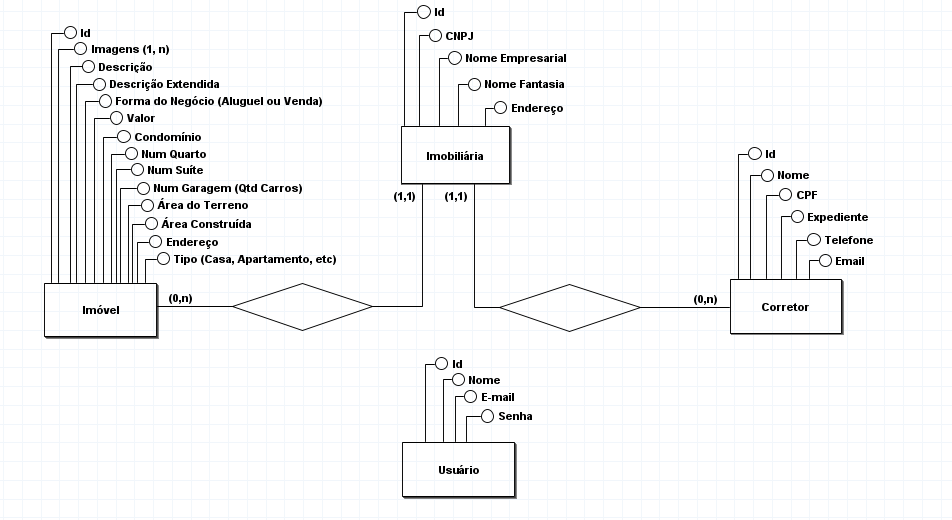 Id
Imagens (1, n)
Descrição
Descrição Extendida
Forma do Negócio (Aluguel ou Venda)
Valor
Condomínio
Num Quarto
Num Suíte
Num Garagem (Qtd Carros)
Área do Terreno
Área Construída
Endereço
Tipo (Casa, Apartamento, etc)
Imóvel
(0,n)
Id
CNPJ
Nome Empresarial
Nome Fantasia
Endereço
Imobiliária
(1,1)
(1,1)
Id
Nome
CPF
Expediente
Telefone
Email
(0,n)
Corretor
Id
Nome
E-mail
Senha
Usuário